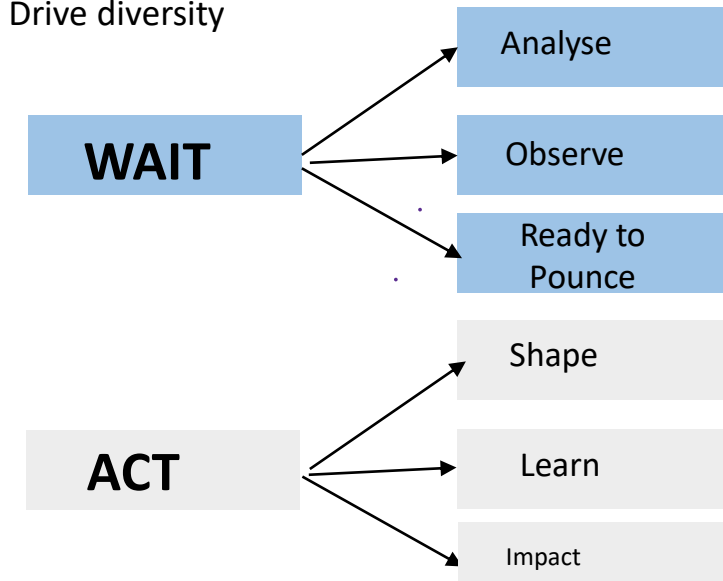 Drive diversity
Analyse
WAIT
Observe
Ready to
Pounce
Shape
ACT
Learn
Impact